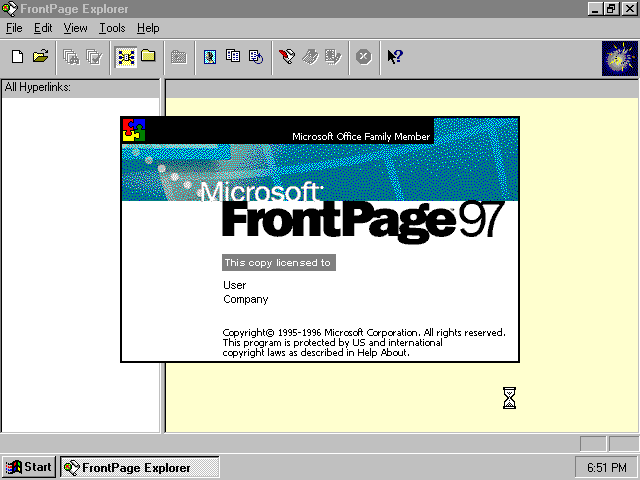 FrontPage Explorer
File Edit View Tools Help
All Hyperlinks:
Microsoft Office Family Member
Microsoft
FrontPage 97
This copy licensed to
User
Company
Copyright© 1995-1996 Microsoft Corporation. All rights reserved.
This program is protected by US and international
copyright laws as described in Help About.
Start FrontPage Explorer 6:51 PM